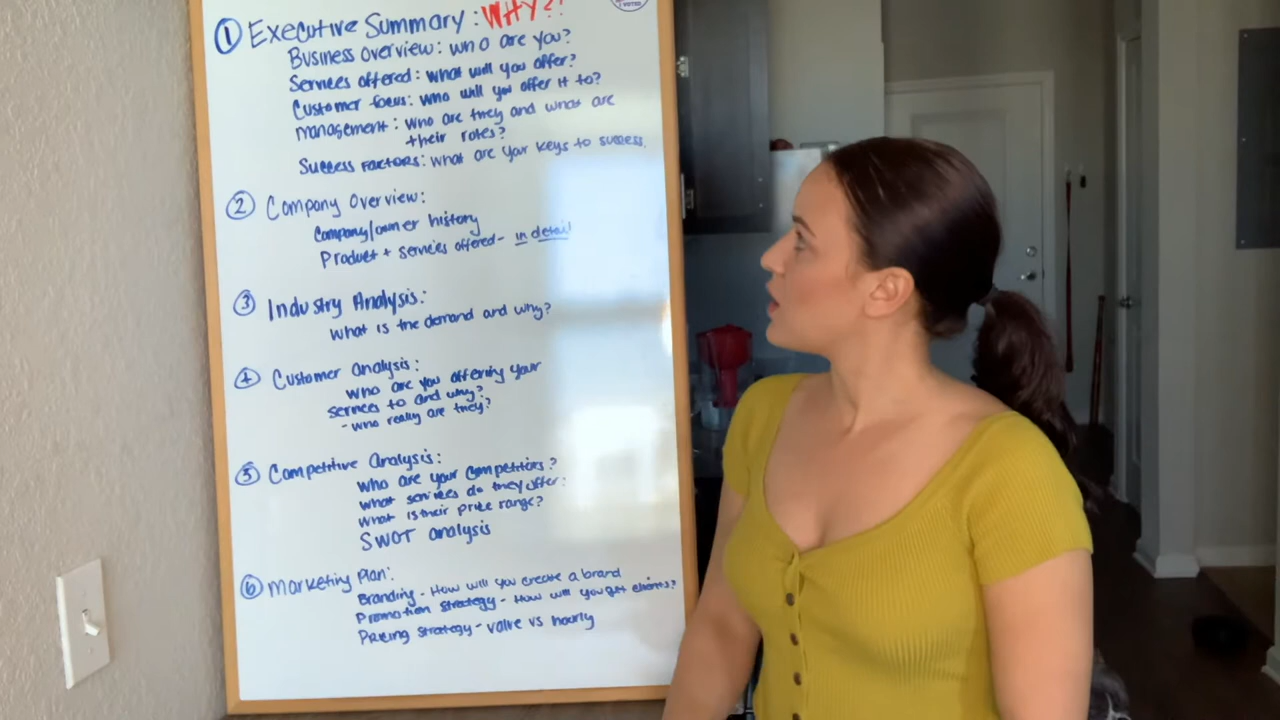 1 Executive Summary: WHY??
Business overview: who are you?
Services offered: what will you offer?
Customer focus: who will you offer it to?
Management: who are they and what are
their roles?
Success Factors: what are your keys to success.
2 Company Overview:
Company/owner history
Product + services offered - in detail
3 Industry Analysis:
What is the demand and why?
4 Customer analysis:
who are you offering your
services to and why?
- who really are they?
5 Competitive analysis:
Who are your competitors?
What services do they offer:
What is their price range?
SWOT analysis
6 Marketing Plan:
Branding - How will you create a brand
Promotion strategy - How will you get clients?
Pricing strategy - value vs hourly
I VOTED